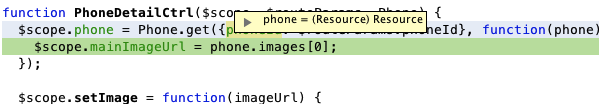 function PhoneDetailCtrl($scope, Phone) {
phone = (Resource) Resource
$scope.phone = Phone.get({phoneId: $routeParams.phoneId}, function(phone)
$scope.mainImageUrl = phone.images[0];
});
$scope.setImage = function(imageUrl) {